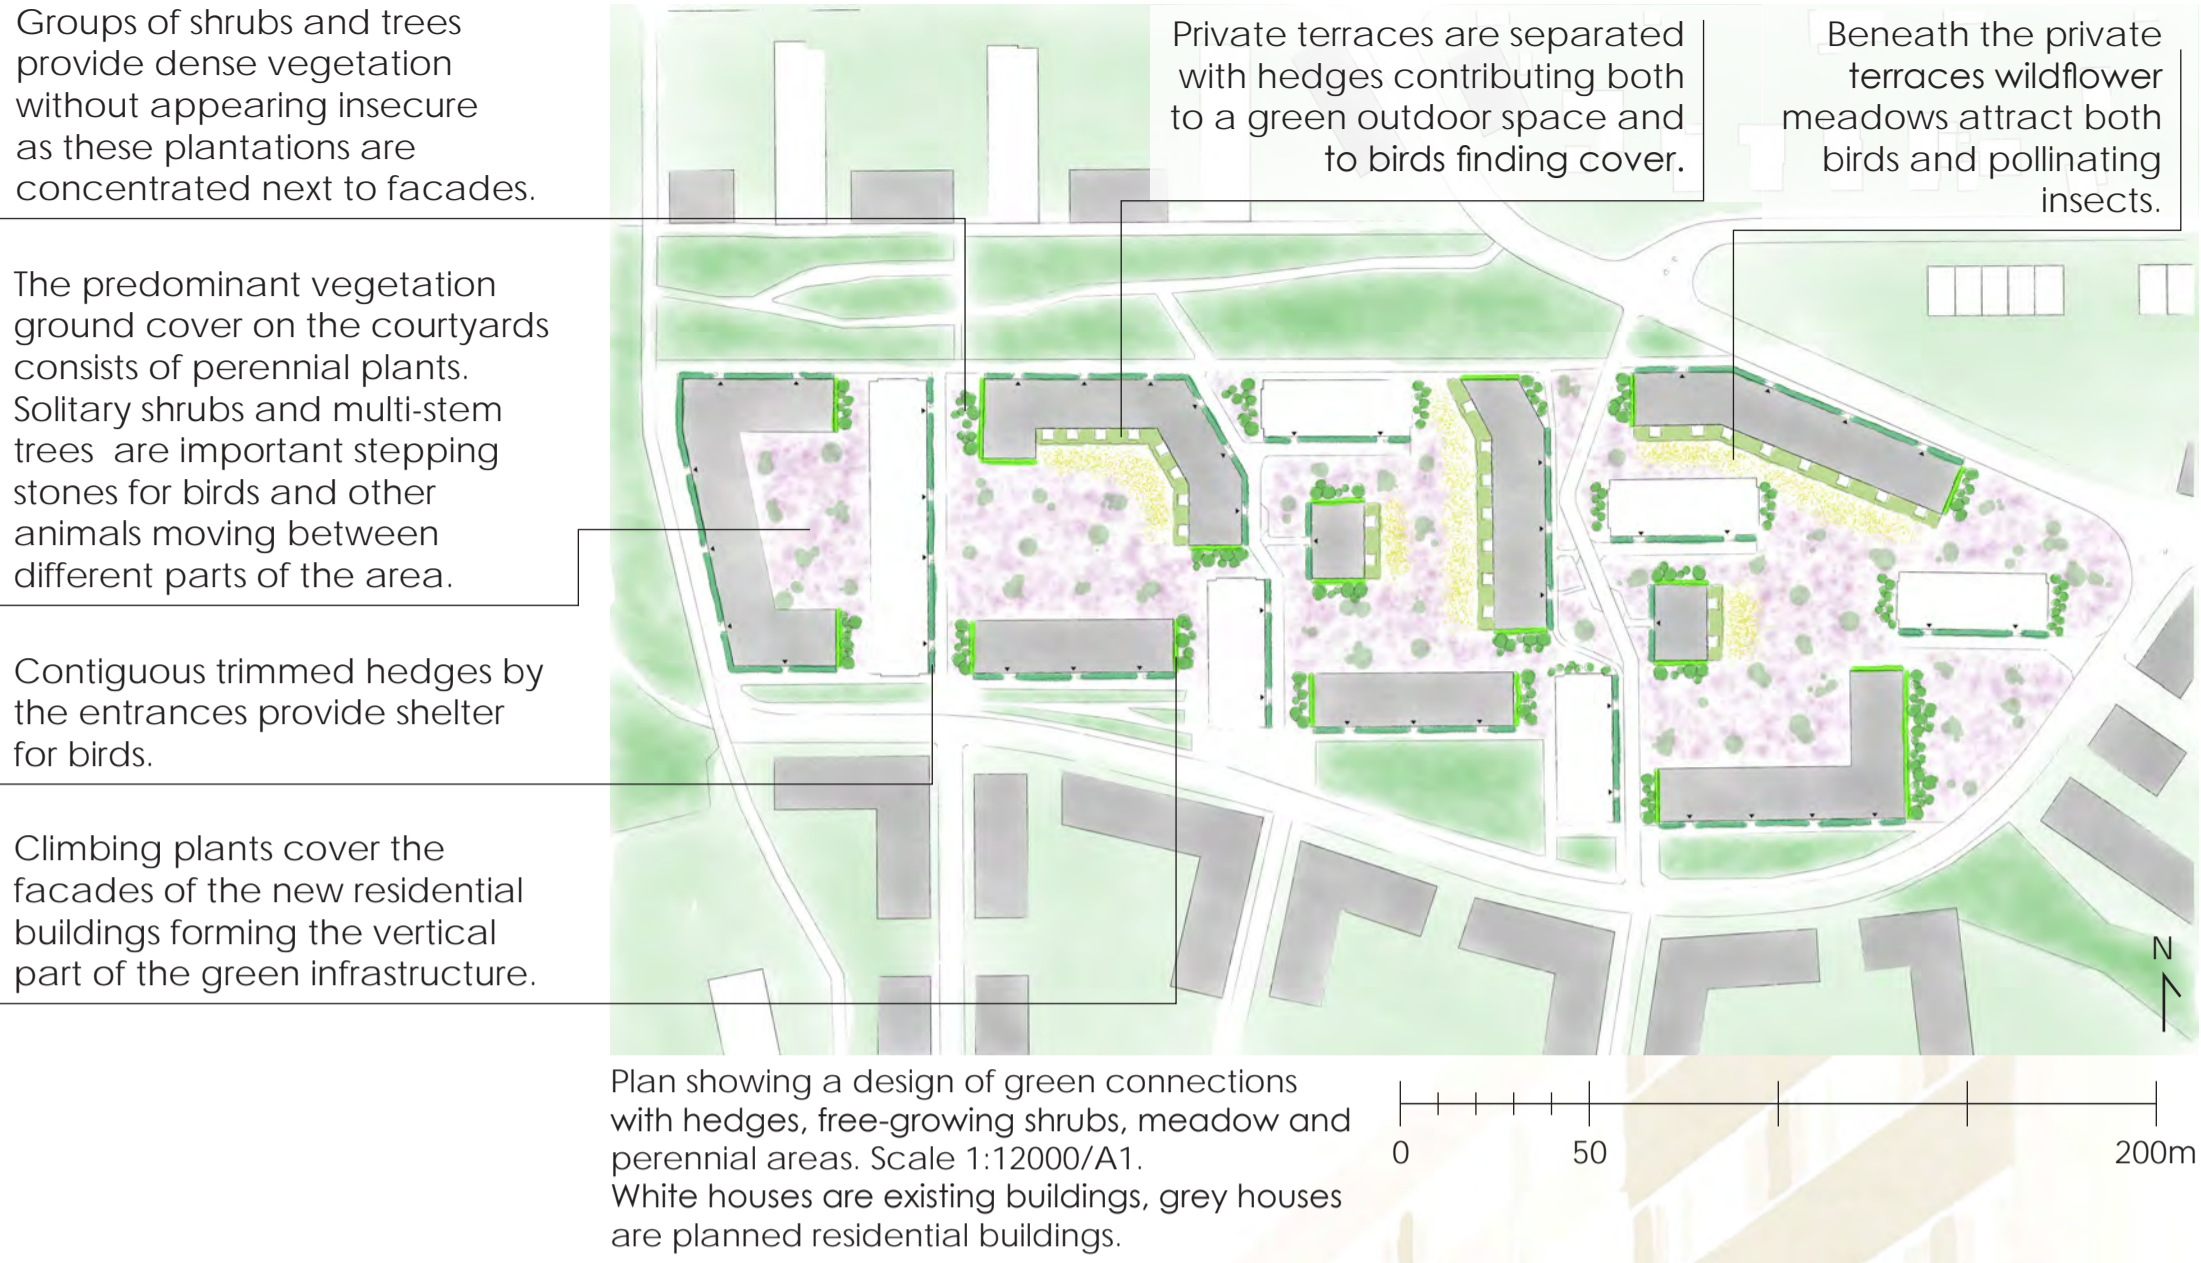 Groups of shrubs and trees
provide dense vegetation
without appearing insecure
as these plantations are
concentrated next to facades.
The predominant vegetation
ground cover on the courtyards
consists of perennial plants.
Solitary shrubs and multi-stem
trees are important stepping
stones for birds and other
animals moving between
different parts of the area.
Contiguous trimmed hedges by
the entrances provide shelter
for birds.
Climbing plants cover the
facades of the new residential
buildings forming the vertical
part of the green infrastructure.
Private terraces are separated
with hedges contributing both
to a green outdoor space and
to birds finding cover.
Beneath the private
terraces wildflower
meadows attract both
birds and pollinating
insects.
N
Plan showing a design of green connections
with hedges, free-growing shrubs, meadow and
perennial areas. Scale 1:12000/A1.
White houses are existing buildings, grey houses
are planned residential buildings.
0 50 200m